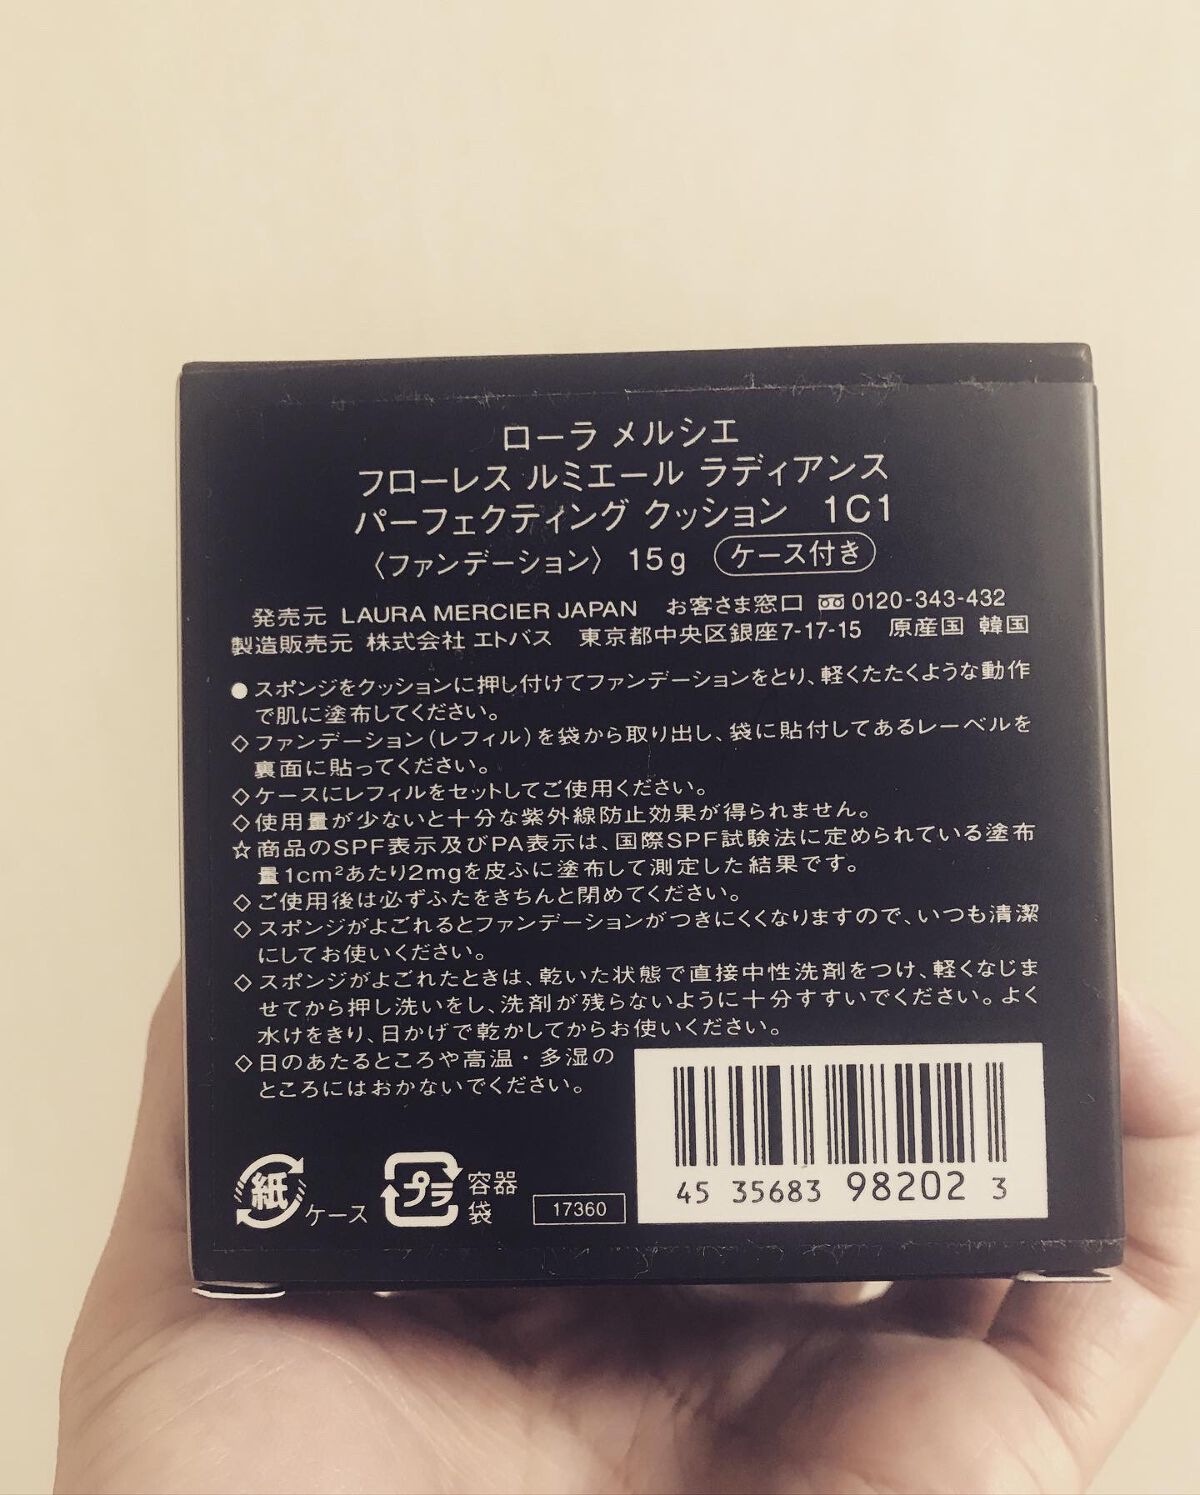 ローラ メルシエ
フローレス ルミエール ラディアンス
パーフェクティング クッション 1C1
〈ファンデーション〉 15g ケース付き
発売元 LAURA MERCIER JAPAN お客さま窓口 0120-343-432
製造販売元 株式会社 エトバス 東京都中央区銀座7-17-15 原産国 韓国
●スポンジをクッションに押し付けてファンデーションをとり、軽くたたくような動作
で肌に塗布してください。
◇ファンデーション(レフィル)を袋から取り出し、袋に貼付してあるレーベルを
裏面に貼ってください。
◇ケースにレフィルをセットしてご使用ください。
◇使用量が少ないと十分な紫外線防止効果が得られません。
☆商品のSPF表示及びPA表示は、国際SPF試験法に定められている塗布
量1cm²あたり2mgを皮ふに塗布して測定した結果です。
◇ご使用後は必ずふたをきちんと閉めてください。
◇スポンジがよごれるとファンデーションがつきにくくなりますので、いつも清潔
にしてお使いください。
◇スポンジがよごれたときは、乾いた状態で直接中性洗剤をつけ、軽くなじま
せてから押し洗いをし、洗剤が残らないように十分すすいでください。よく
水けをきり、日かげで乾かしてからお使いください。
◇日のあたるところや高温・多湿の
ところにはおかないでください。
紙 ケース
プラ 容器
袋
17360
45 35683 98202 3